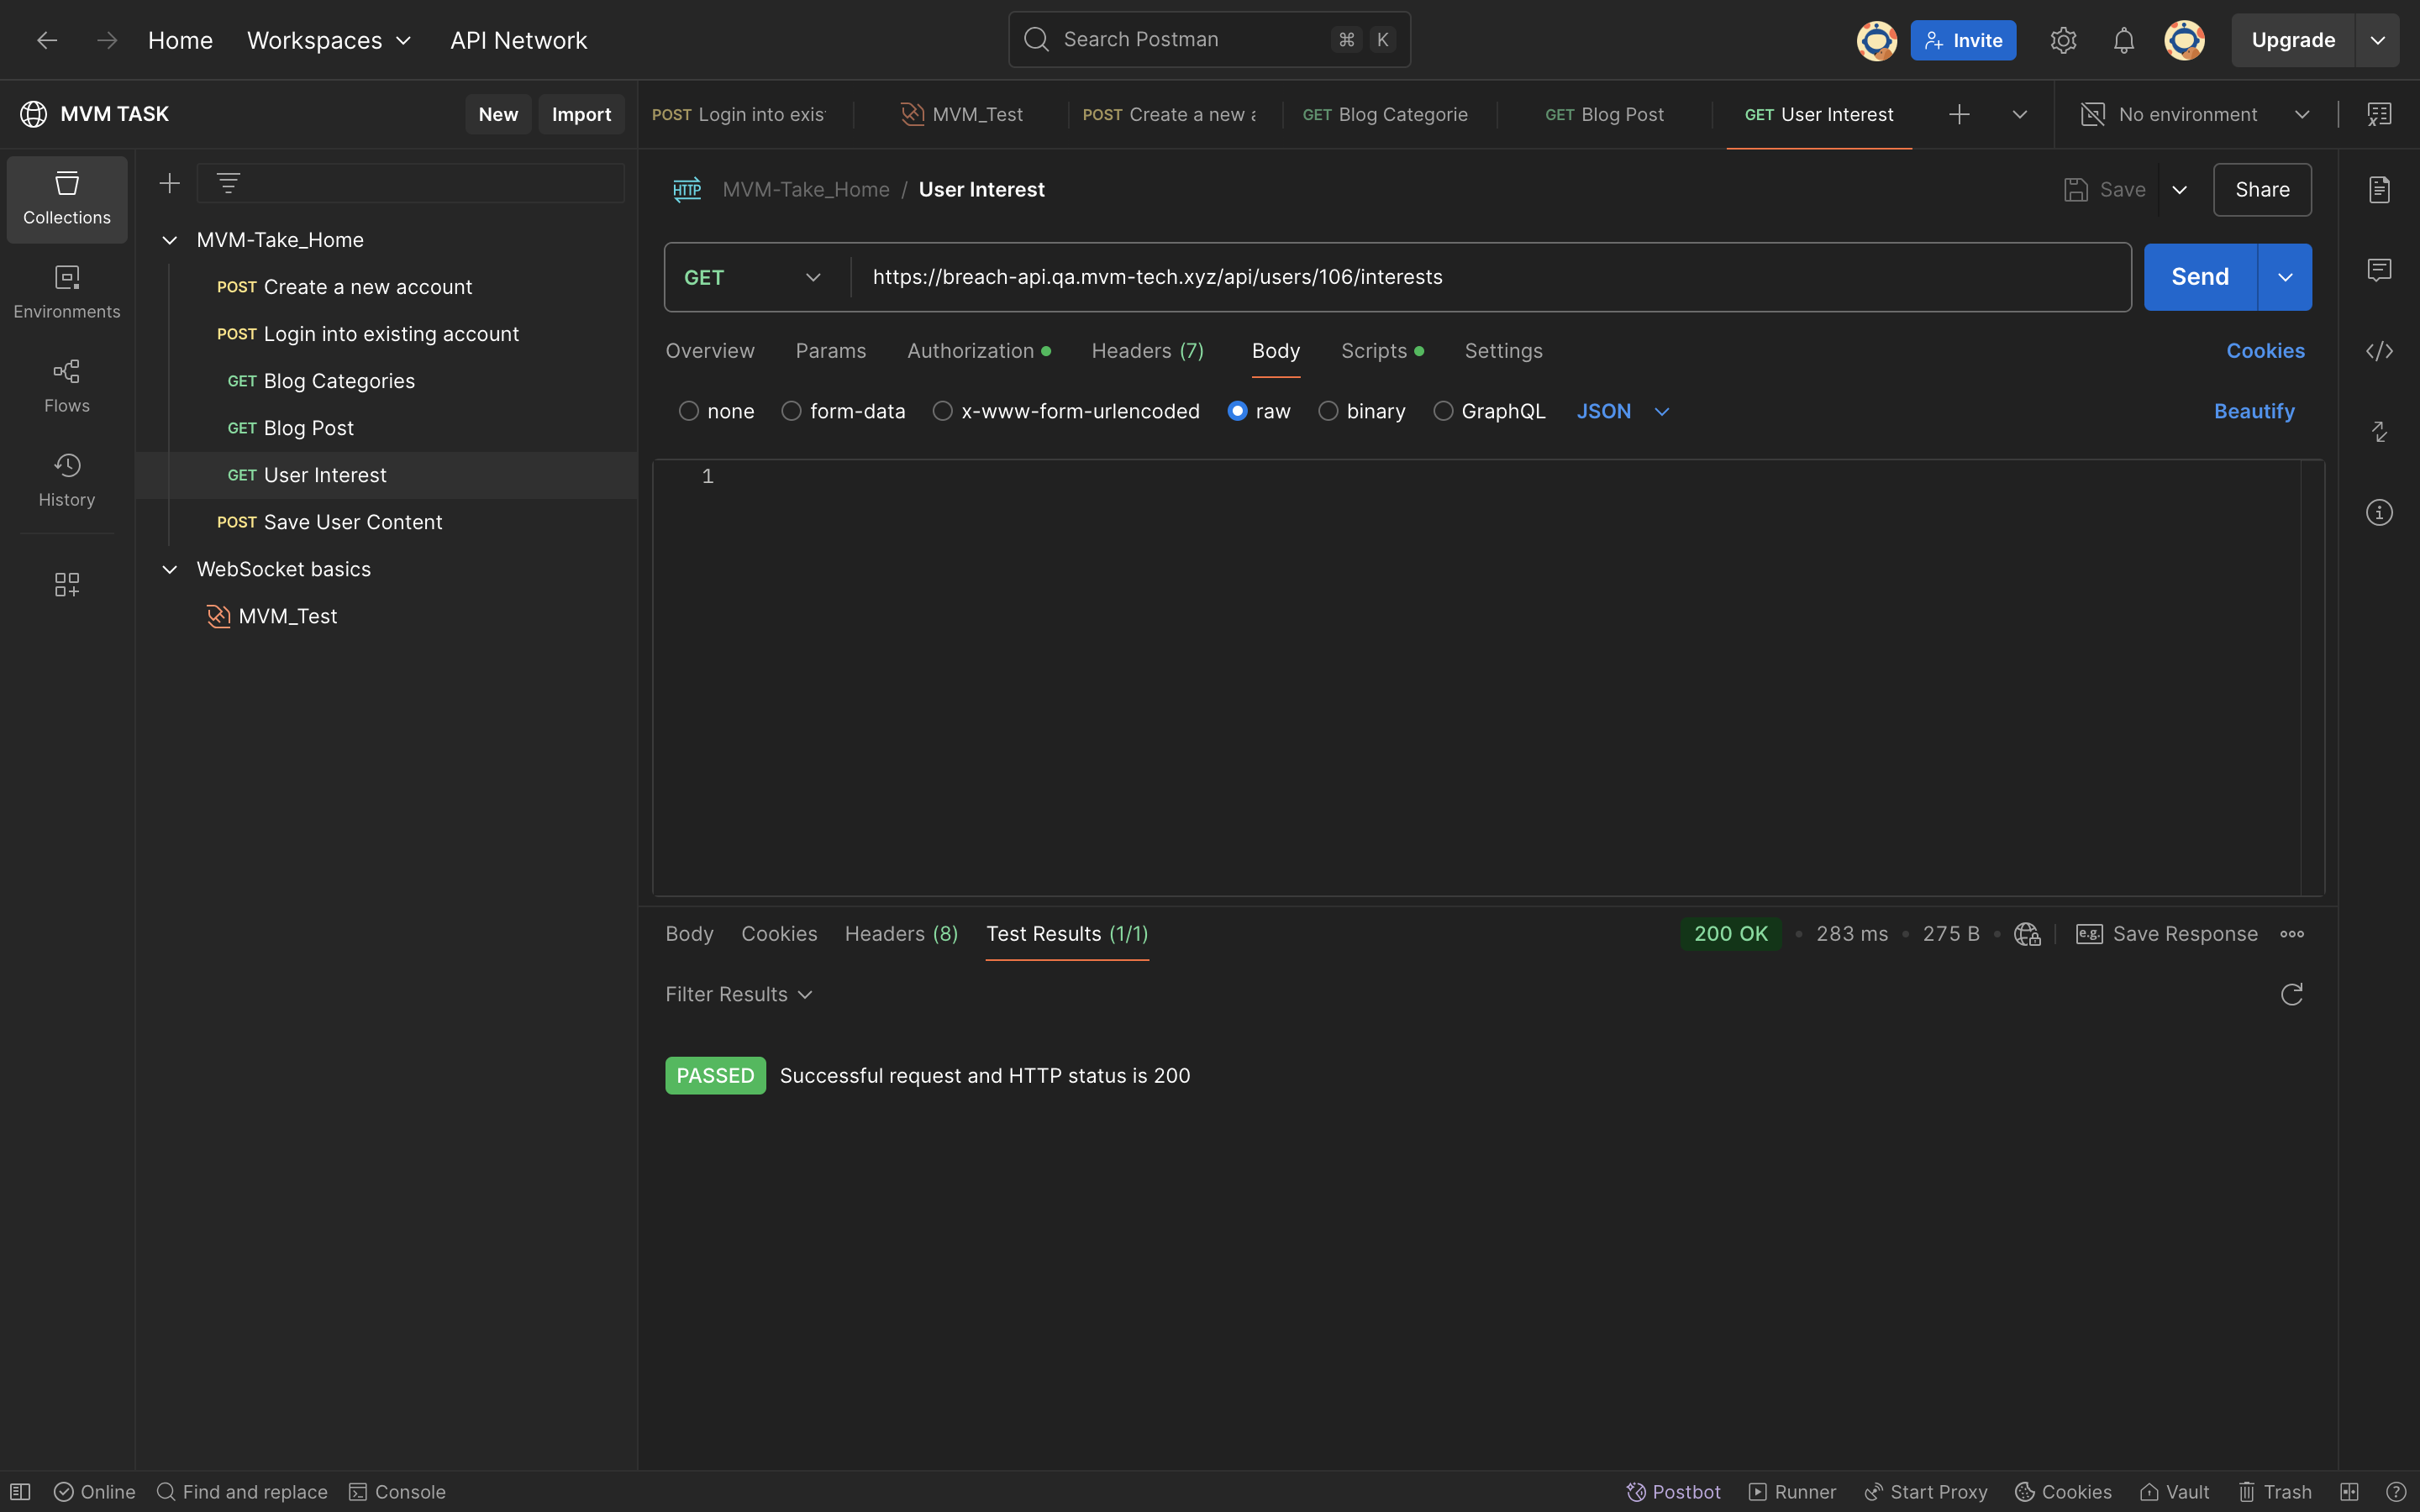 Home Workspaces API Network Search Postman ⌘ K Invite Upgrade
MVM TASK New Import
POST Login into exis MVM_Test POST Create a new a GET Blog Categorie GET Blog Post GET User Interest No environment
Collections
Environments
Flows
History
MVM-Take_Home
POST Create a new account
POST Login into existing account
GET Blog Categories
GET Blog Post
GET User Interest
POST Save User Content
WebSocket basics
MVM_Test
HTTP MVM-Take_Home / User Interest Save Share
GET https://breach-api.qa.mvm-tech.xyz/api/users/106/interests Send
Overview Params Authorization Headers (7) Body Scripts Settings Cookies
none form-data x-www-form-urlencoded raw binary GraphQL JSON Beautify
1
Body Cookies Headers (8) Test Results (1/1) 200 OK • 283 ms • 275 B • e.g. Save Response
Filter Results
PASSED Successful request and HTTP status is 200
Online Find and replace Console Postbot Runner Start Proxy Cookies Vault Trash